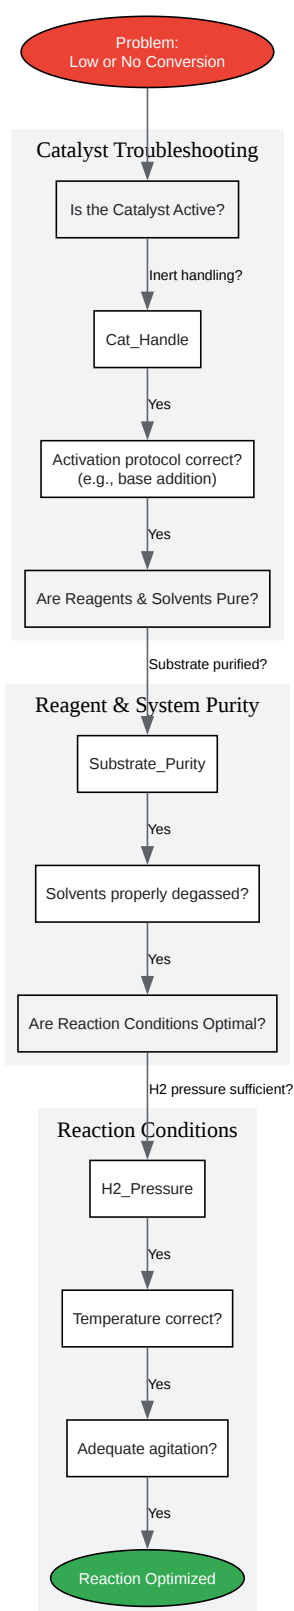 Problem:
Low or No Conversion
Catalyst Troubleshooting
Is the Catalyst Active?
Inert handling?
Cat_Handle
Yes
Activation protocol correct?
(e.g., base addition)
Yes
Are Reagents & Solvents Pure?
Substrate purified?
Reagent & System Purity
Substrate_Purity
Yes
Solvents properly degassed?
Yes
Are Reaction Conditions Optimal?
H2 pressure sufficient?
Reaction Conditions
H2_Pressure
Yes
Temperature correct?
Yes
Adequate agitation?
Yes
Reaction Optimized